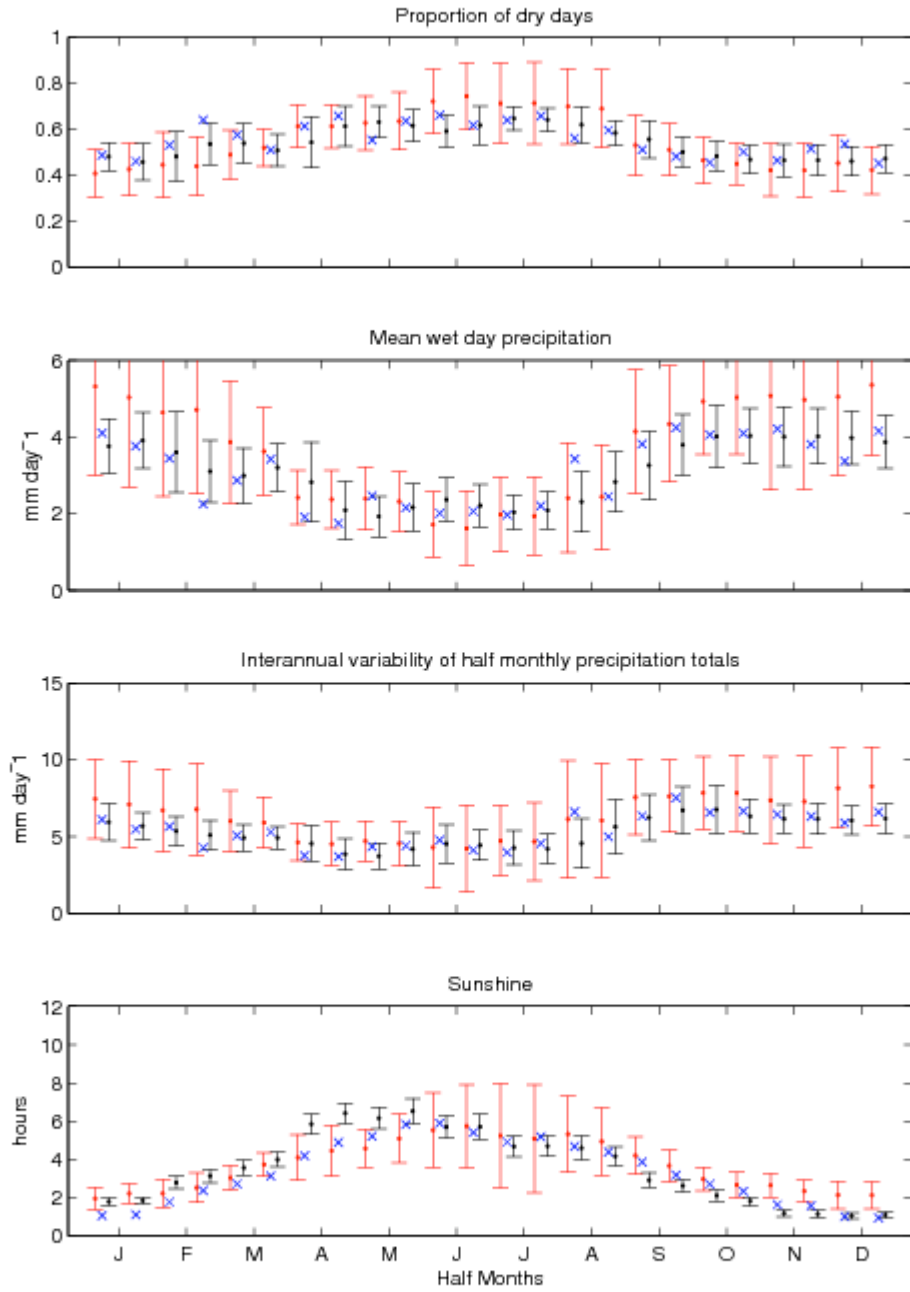 Proportion of dry days
1
0.8
0.6
0.4
0.2
0
Mean wet day precipitation
6
4
2
0
mm day⁻1
Interannual variability of half monthly precipitation totals
15
10
5
0
mm day⁻1
Sunshine
12
10
8
6
4
2
0
hours
J F M A M J J A S O N D
Half Months